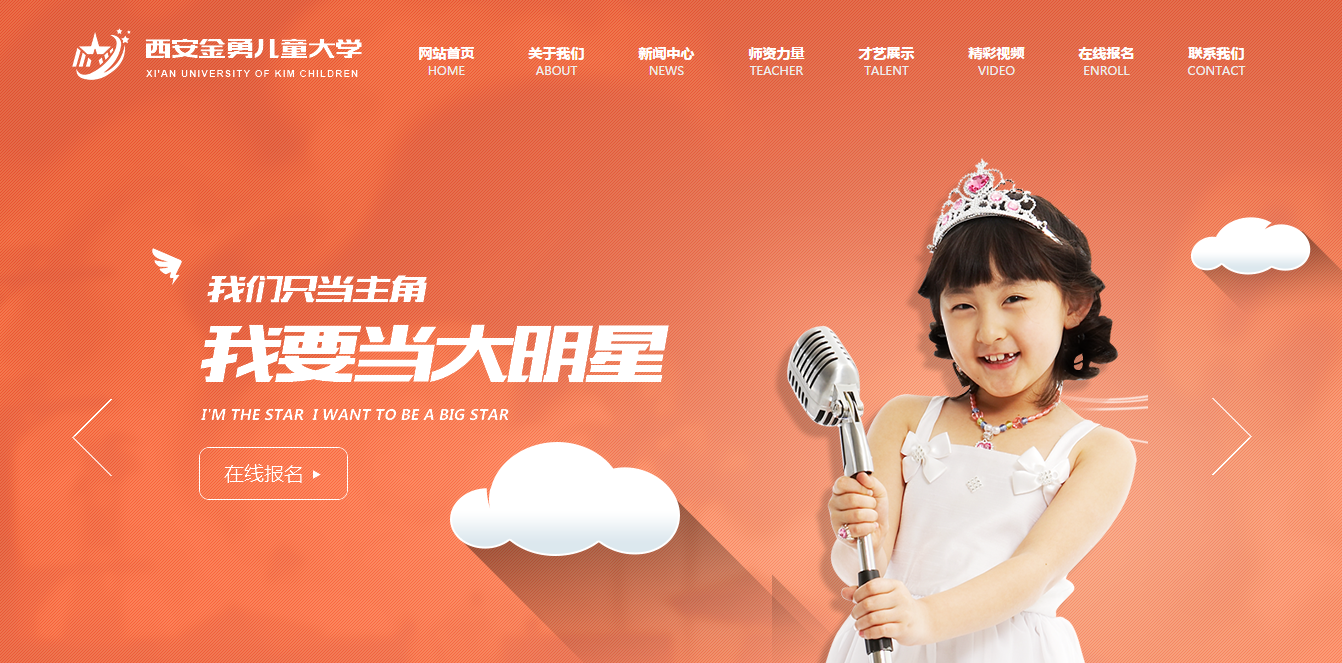 西安金勇儿童大学
XI'AN UNIVERSITY OF KIM CHILDREN
网站首页 关于我们 新闻中心 师资力量 才艺展示 精彩视频 在线报名 联系我们
HOME ABOUT NEWS TEACHER TALENT VIDEO ENROLL CONTACT
我们只当主角
我要当大明星
I'M THE STAR I WANT TO BE A BIG STAR
在线报名